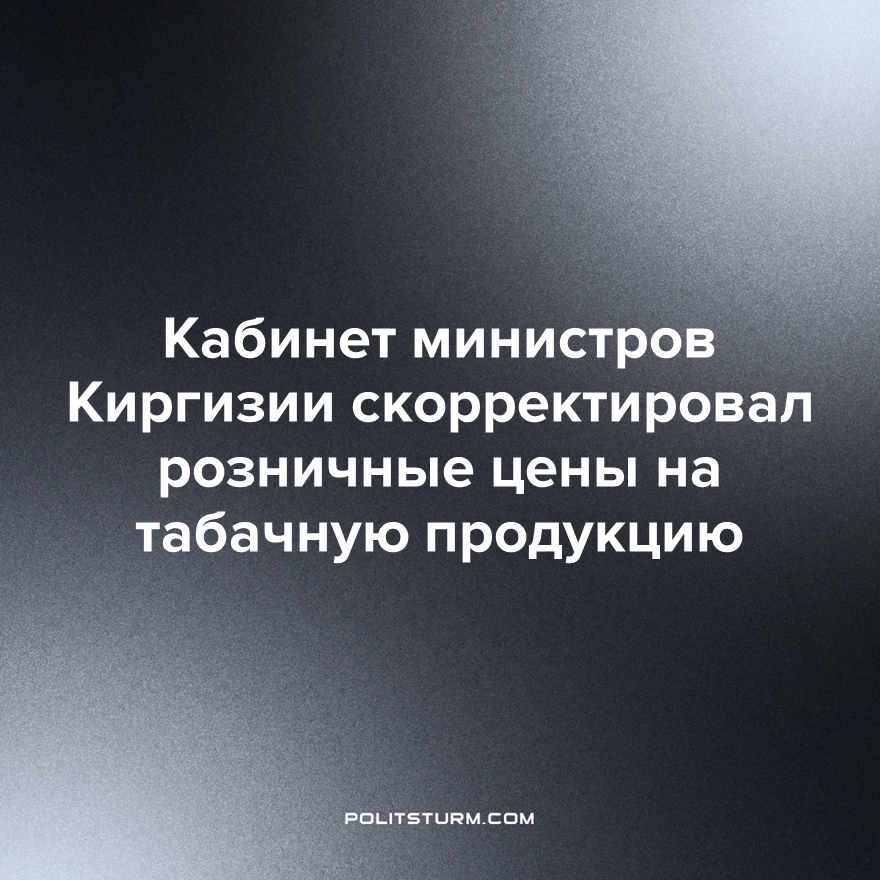 Кабинет министров
Киргизии скорректировал
розничные цены на
табачную продукцию
POLITSTURM.COM